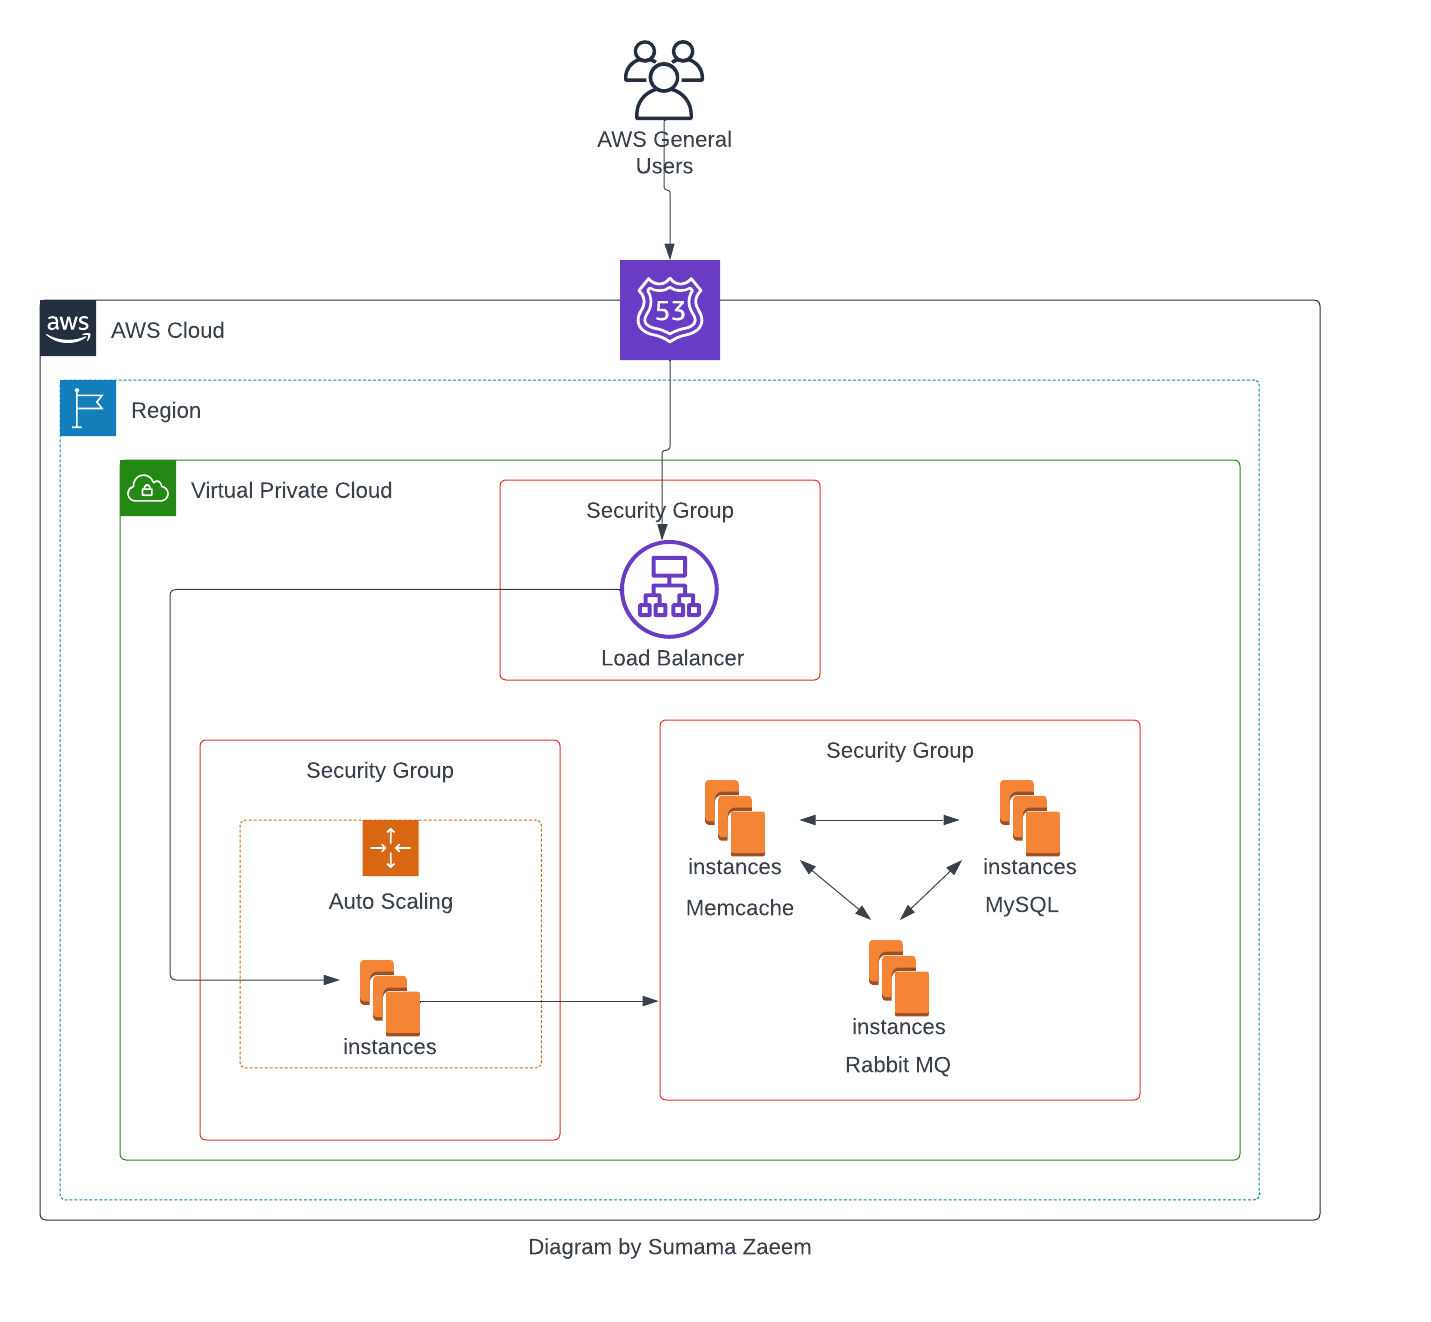 AWS General
Users
53
aws
AWS Cloud
Region
Virtual Private Cloud
Security Group
Load Balancer
Security Group
Auto Scaling
instances
Security Group
instances
Memcache
instances
MySQL
instances
Rabbit MQ
Diagram by Sumama Zaeem